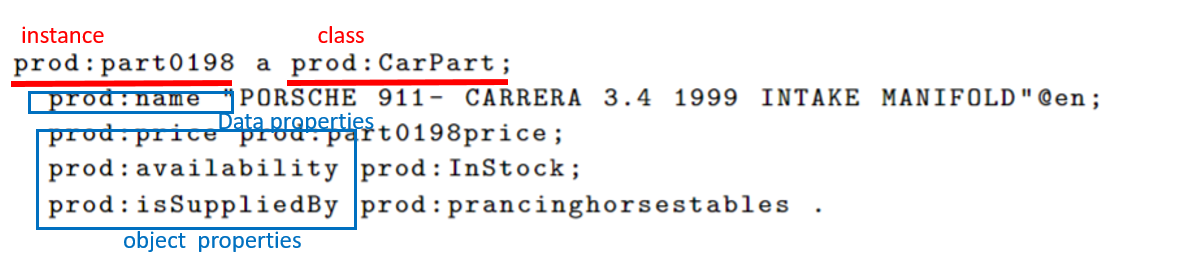 instance class
prod:part0198 a prod:CarPart;
prod:name "PORSCHE 911- CARRERA 3.4 1999 INTAKE MANIFOLD"@en;
Data properties
prod:price prod:part0198price;
prod:availability prod:InStock;
prod:isSuppliedBy prod:prancinghorsestables .
object properties